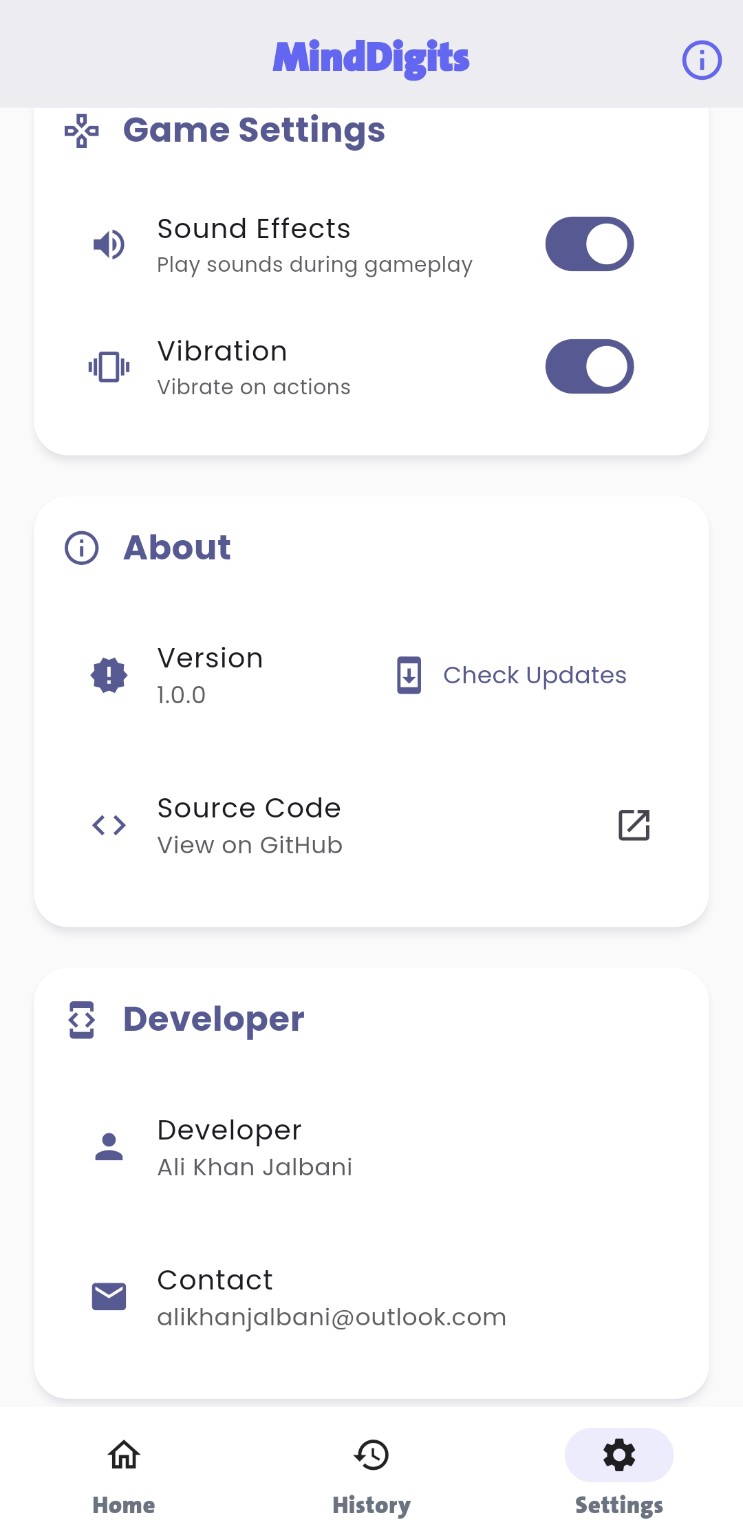 MindDigits
Game Settings
Sound Effects
Play sounds during gameplay
Vibration
Vibrate on actions
About
Version
1.0.0
Check Updates
Source Code
View on GitHub
Developer
Developer
Ali Khan Jalbani
Contact
alikhanjalbani@outlook.com
Home
History
Settings